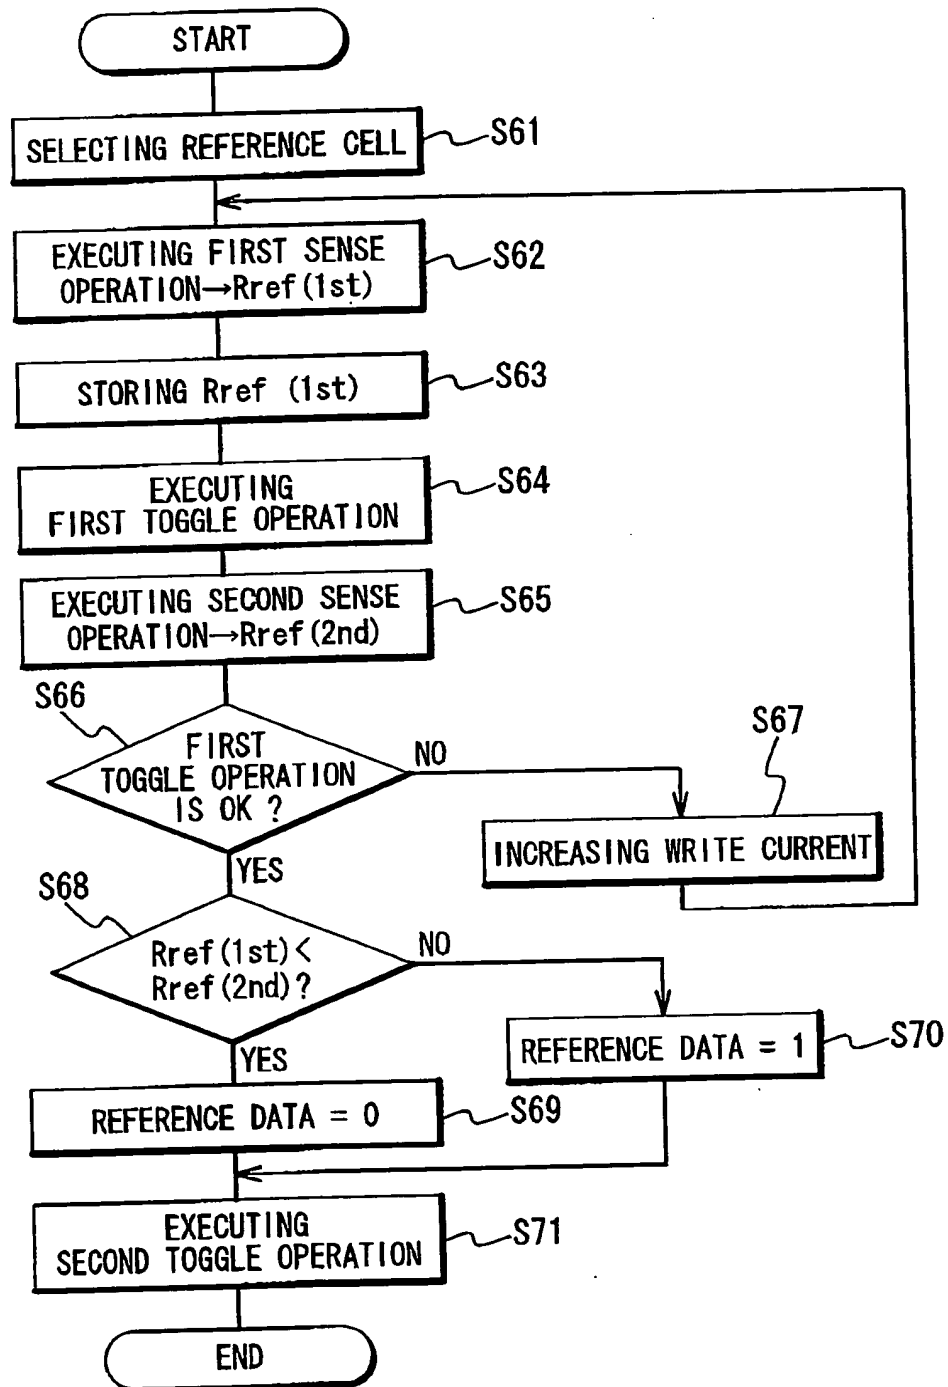 START
SELECTING REFERENCE CELL
S61
EXECUTING FIRST SENSE
OPERATION→Rref(1st)
S62
STORING Rref (1st)
S63
EXECUTING
FIRST TOGGLE OPERATION
S64
EXECUTING SECOND SENSE
OPERATION→Rref(2nd)
S65
S66
FIRST
TOGGLE OPERATION
IS OK ?
NO
S67
INCREASING WRITE CURRENT
YES
S68
Rref(1st)<
Rref(2nd)?
NO
S70
REFERENCE DATA = 1
YES
REFERENCE DATA = 0
S69
EXECUTING
SECOND TOGGLE OPERATION
S71
END